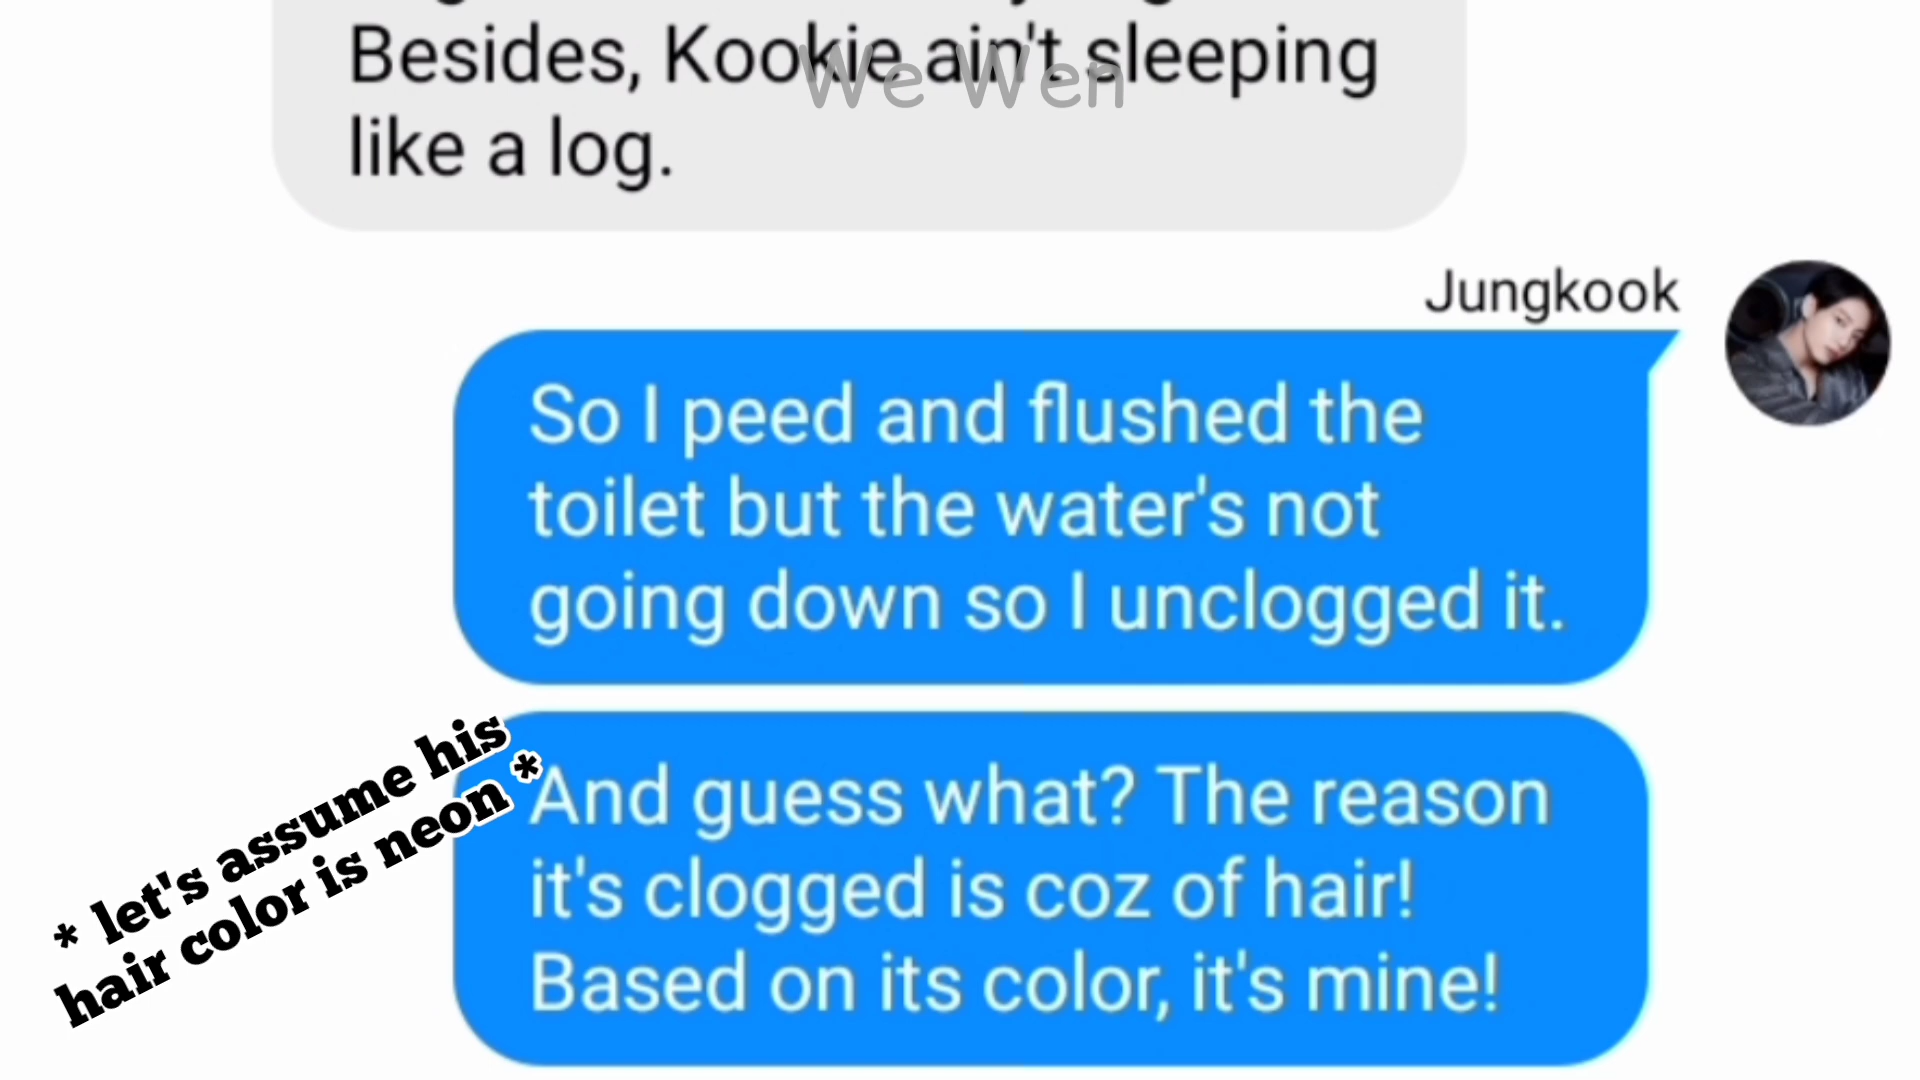 Besides, Kookie ain't sleeping
like a log.
We Wen
Jungkook
So I peed and flushed the
toilet but the water's not
going down so I unclogged it.
* let's assume his
hair color is neon *
And guess what? The reason
it's clogged is coz of hair!
Based on its color, it's mine!